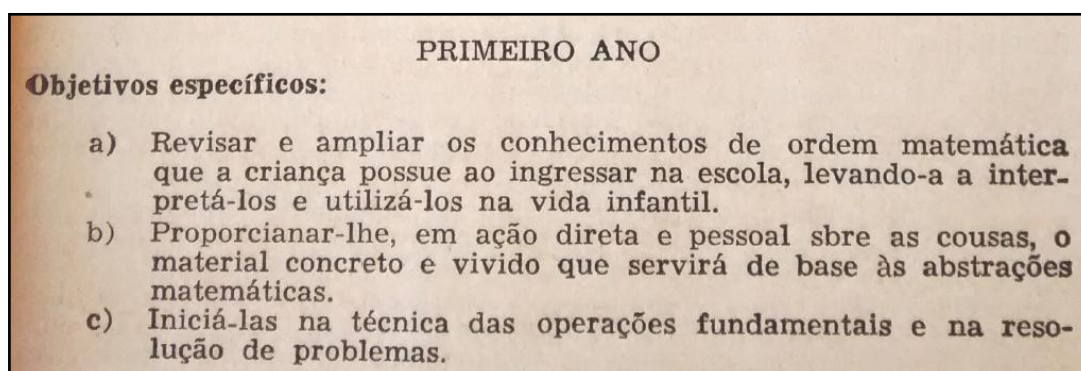 PRIMEIRO ANO
Objetivos específicos:
a) Revisar e ampliar os conhecimentos de ordem matemática
que a criança possue ao ingressar na escola, levando-a a inter-
pretá-los e utilizá-los na vida infantil.
b) Proporcianar-lhe, em ação direta e pessoal sbre as cousas, o
material concreto e vivido que servirá de base às abstrações
matemáticas.
c) Iniciá-las na técnica das operações fundamentais e na reso-
lução de problemas.